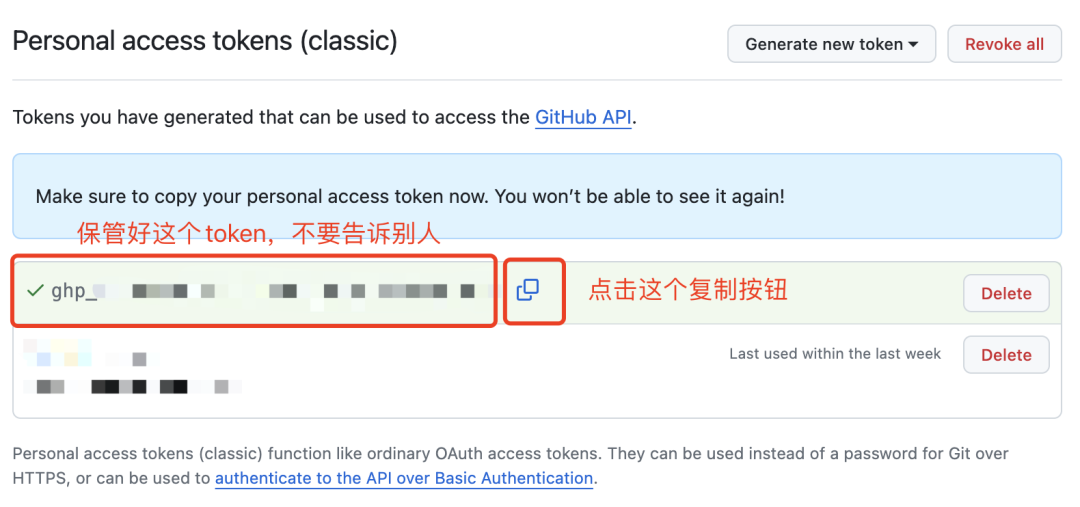 Personal access tokens (classic)
Generate new token
Revoke all
Tokens you have generated that can be used to access the GitHub API.
Make sure to copy your personal access token now. You won’t be able to see it again!
保管好这个token，不要告诉别人
ghp_
点击这个复制按钮
Delete
Last used within the last week
Delete
Personal access tokens (classic) function like ordinary OAuth access tokens. They can be used instead of a password for Git over
HTTPS, or can be used to authenticate to the API over Basic Authentication.